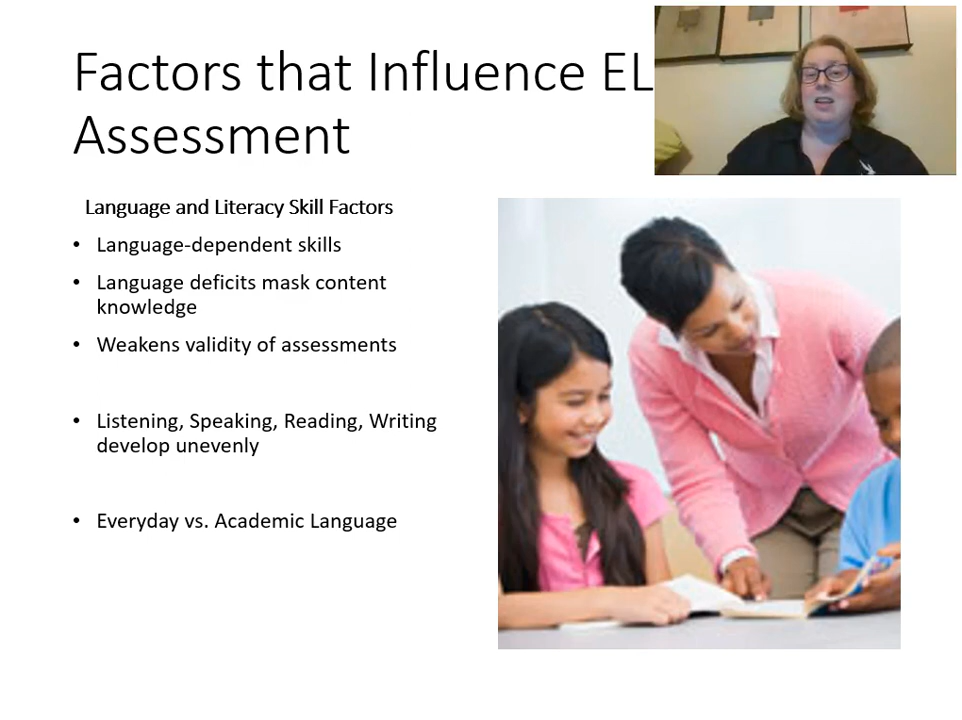 Factors that Influence EL
Assessment
Language and Literacy Skill Factors
• Language-dependent skills
• Language deficits mask content
knowledge
• Weakens validity of assessments
• Listening, Speaking, Reading, Writing
develop unevenly
• Everyday vs. Academic Language